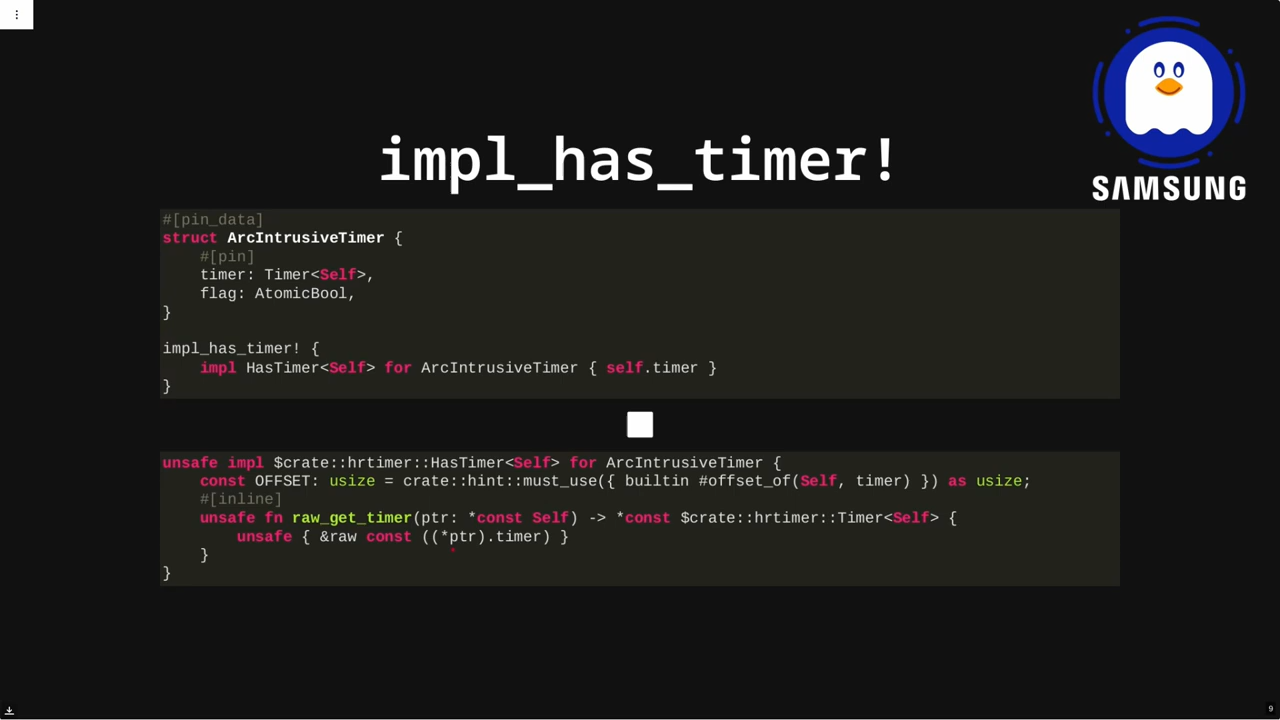 SAMSUNG
impl_has_timer!
#[pin_data]
struct ArcIntrusiveTimer {
    #[pin]
    timer: Timer<Self>,
    flag: AtomicBool,
}
impl_has_timer! {
    impl HasTimer<Self> for ArcIntrusiveTimer { self.timer }
}
unsafe impl $crate::hrtimer::HasTimer<Self> for ArcIntrusiveTimer {
    const OFFSET: usize = crate::hint::must_use({ builtin #offset_of(Self, timer) }) as usize;
    #[inline]
    unsafe fn raw_get_timer(ptr: *const Self) -> *const $crate::hrtimer::Timer<Self> {
        unsafe { &raw const ((*ptr).timer) }
    }
}
9